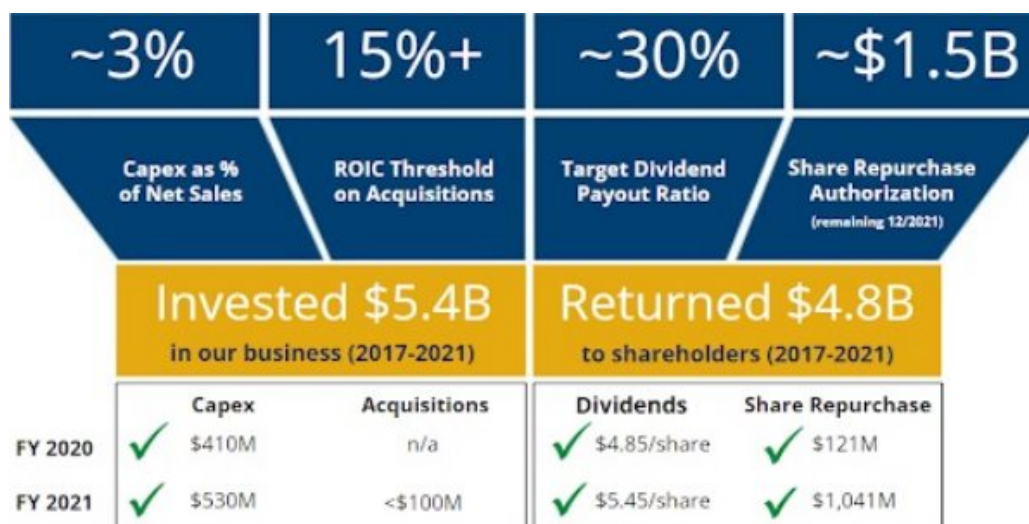 ~3% 15%+ ~30% ~$1.5B
Capex as %
of Net Sales
ROIC Threshold
on Acquisitions
Target Dividend
Payout Ratio
Share Repurchase
Authorization
(remaining 12/2021)
Invested $5.4B
in our business (2017-2021)
Returned $4.8B
to shareholders (2017-2021)
Capex Acquisitions Dividends Share Repurchase
FY 2020 $410M n/a $4.85/share $121M
FY 2021 $530M <$100M $5.45/share $1,041M